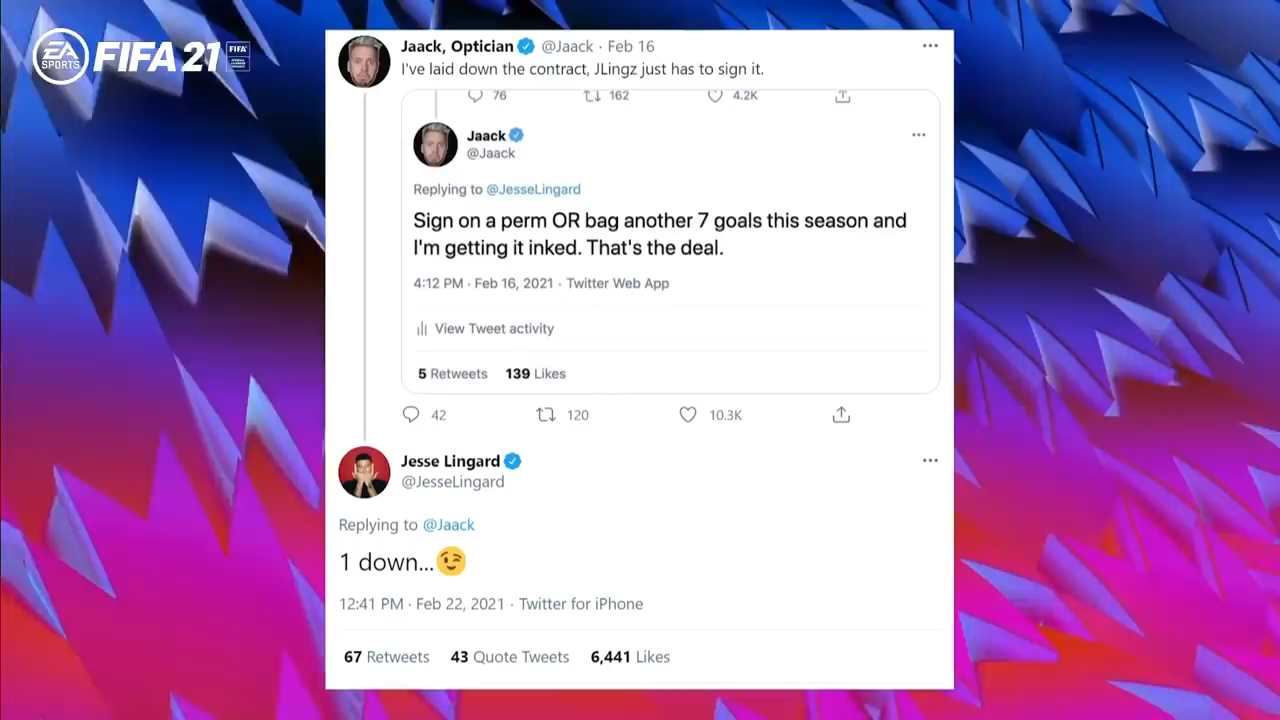 EA SPORTS FIFA 21 FIFA
Jaack, Optician @Jaack · Feb 16
I've laid down the contract, JLingz just has to sign it.
76 162 4.2K
Jaack
@Jaack
Replying to @JesseLingard
Sign on a perm OR bag another 7 goals this season and
I'm getting it inked. That's the deal.
4:12 PM · Feb 16, 2021 · Twitter Web App
View Tweet activity
5 Retweets 139 Likes
42 120 10.3K
Jesse Lingard
@JesseLingard
Replying to @Jaack
1 down...😉
12:41 PM · Feb 22, 2021 · Twitter for iPhone
67 Retweets 43 Quote Tweets 6,441 Likes